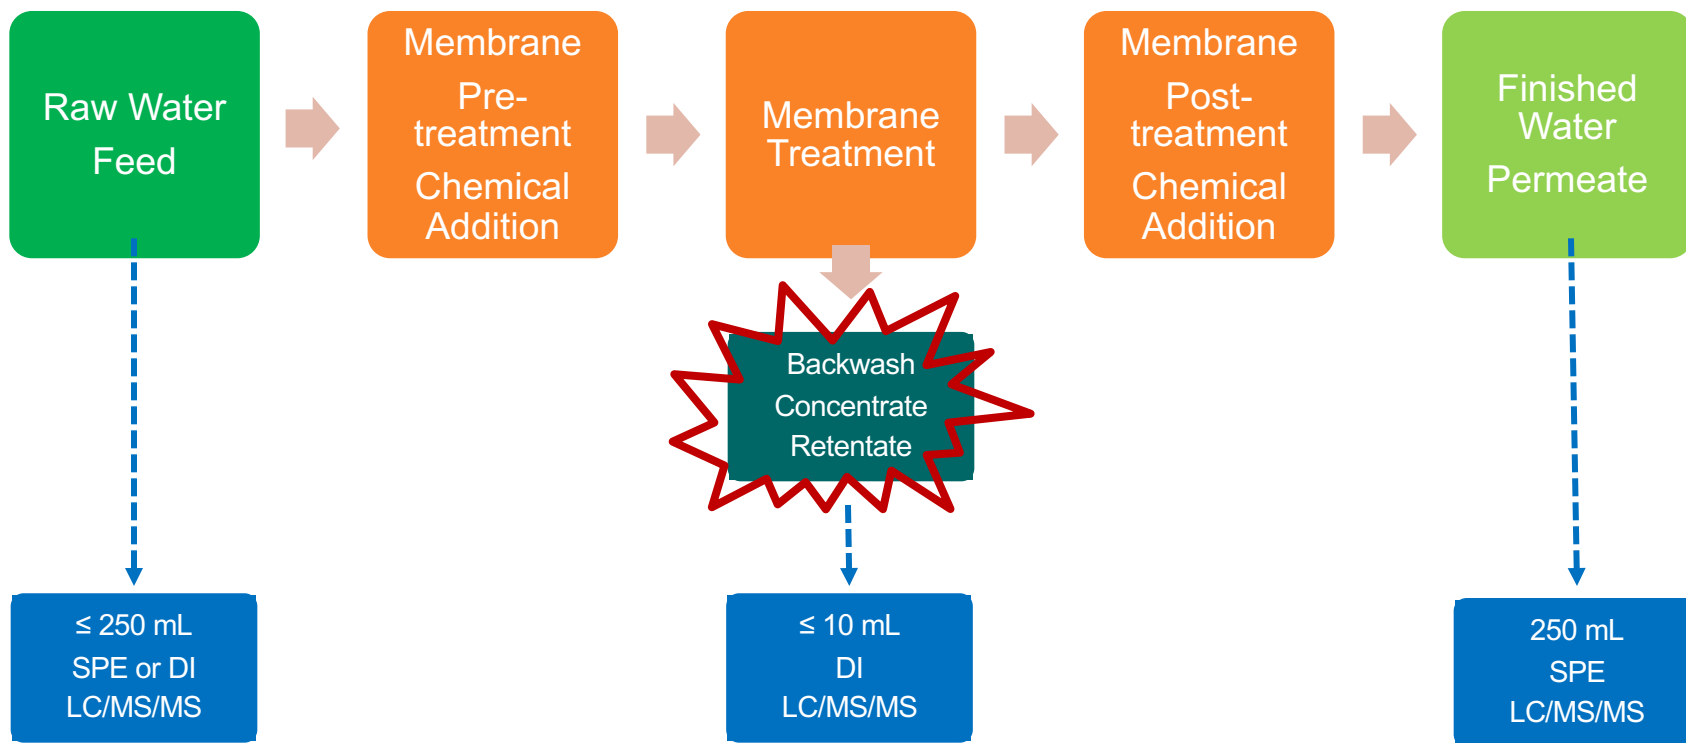 Raw Water
Feed
Membrane
Pre-
treatment
Chemical
Addition
Membrane
Treatment
Membrane
Post-
treatment
Chemical
Addition
Finished
Water
Permeate
Backwash
Concentrate
Retentate
≤ 250 mL
SPE or DI
LC/MS/MS
≤ 10 mL
DI
LC/MS/MS
250 mL
SPE
LC/MS/MS